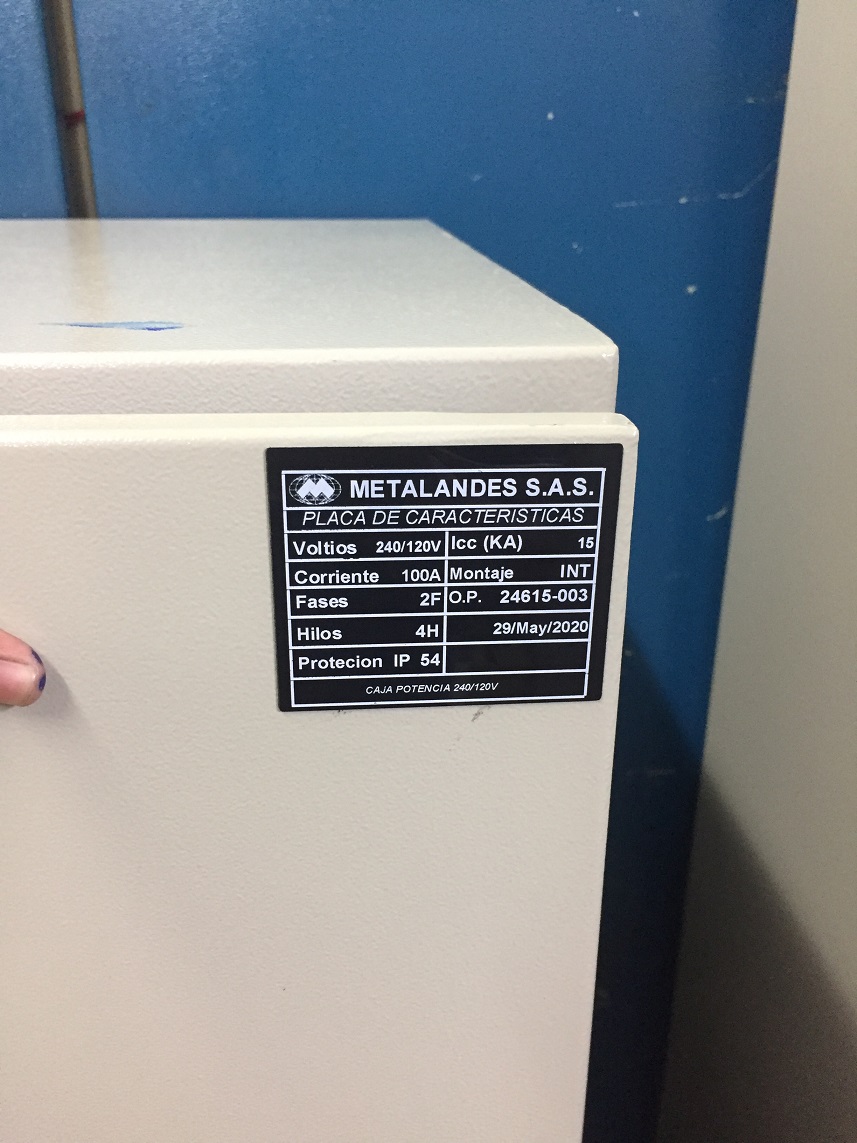 METALANDES S.A.S.
PLACA DE CARACTERISTICAS
Voltios 240/120V Icc (KA) 15
Corriente 100A Montaje INT
Fases 2F O.P. 24615-003
Hilos 4H 29/May/2020
Protecion IP 54
CAJA POTENCIA 240/120V